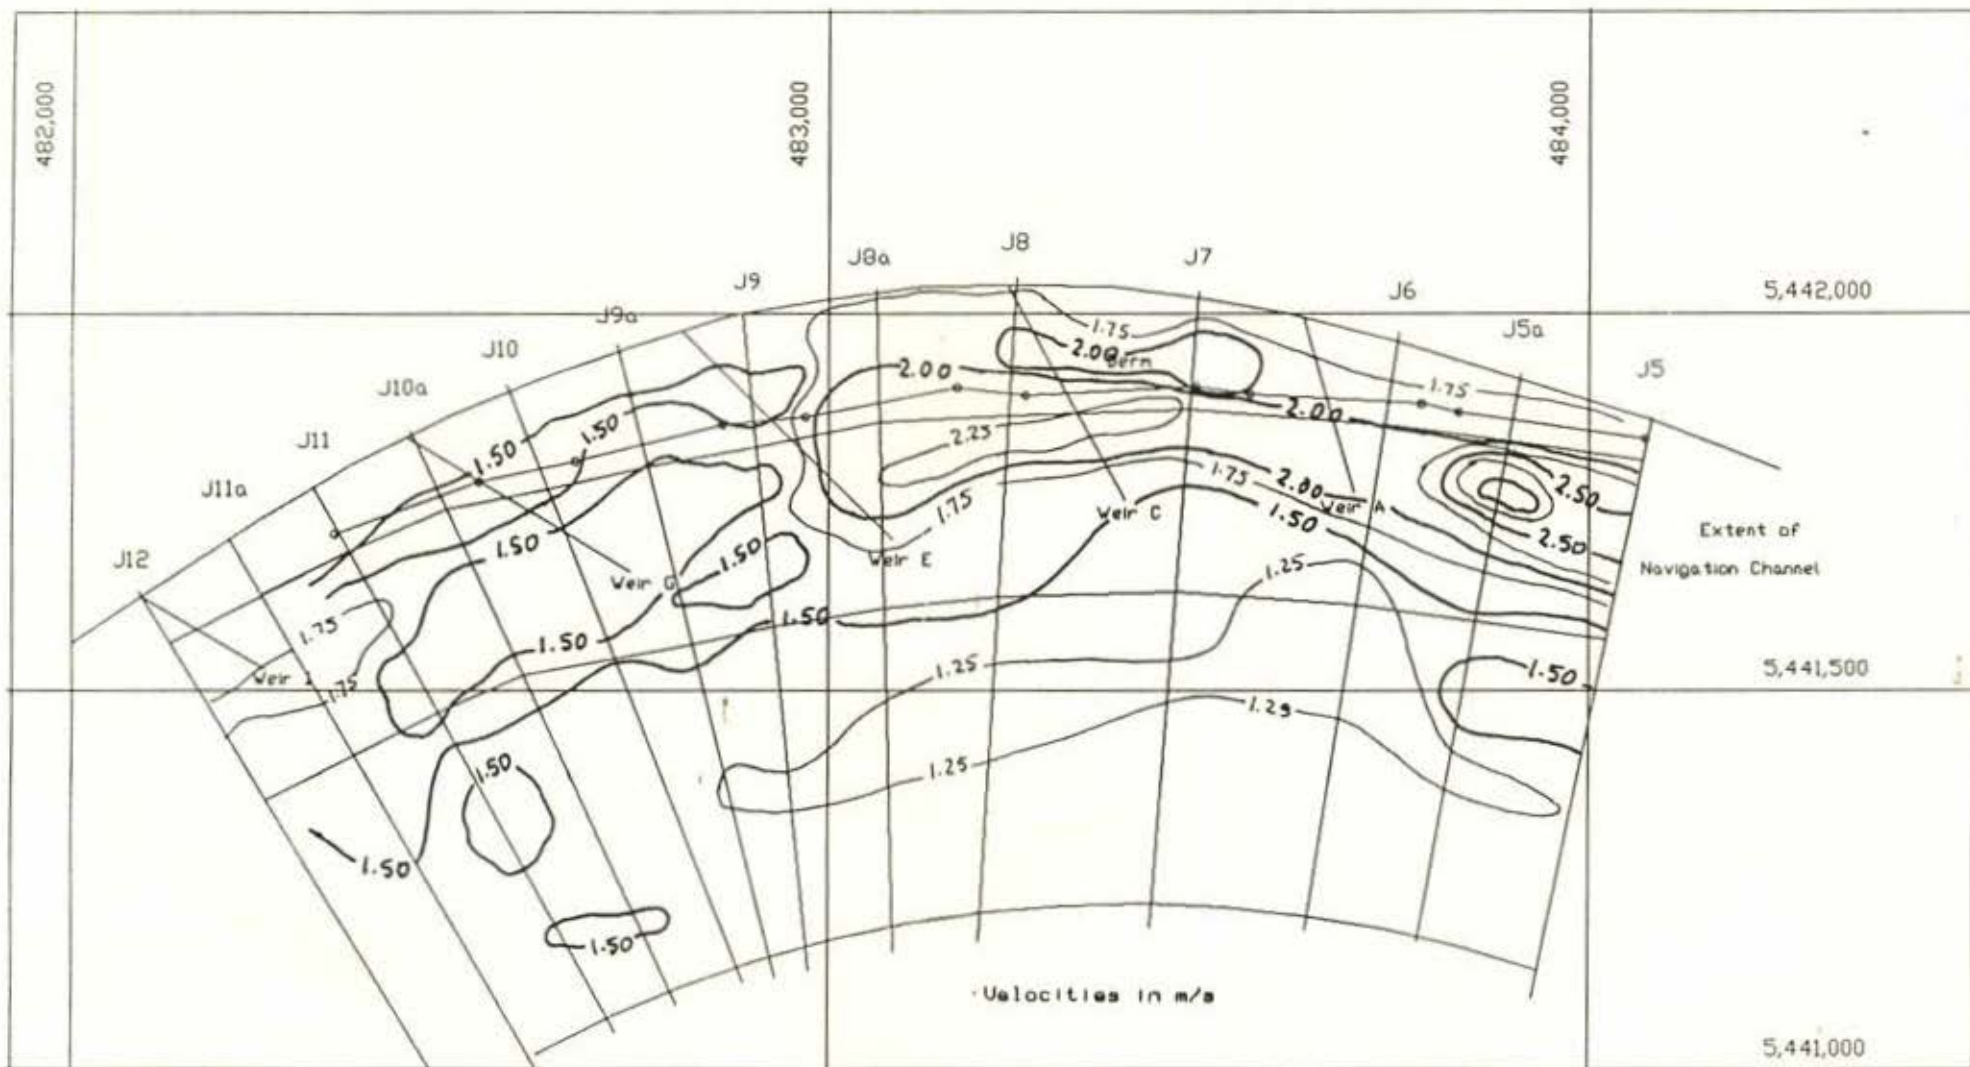 482,000
483,000
484,000
J8
J8a
J7
J9
J6
5,442,000
J9a
1.75
J5a
J10
2.00
Berm
J5
J10a
2.00
1.75
2.00
J11
1.50
1.50
2.25
1.75
2.00
2.50
J11a
1.75
Weir C
Weir A
1.50
Extent of
2.50
J12
1.50
1.50
Weir E
Weir G
1.25
Navigation Channel
1.75
1.50
1.50
Weir
1.75
1.25
1.50
5,441,500
1.25
1.50
1.25
1.50
1.50
Velocities in m/s
5,441,000